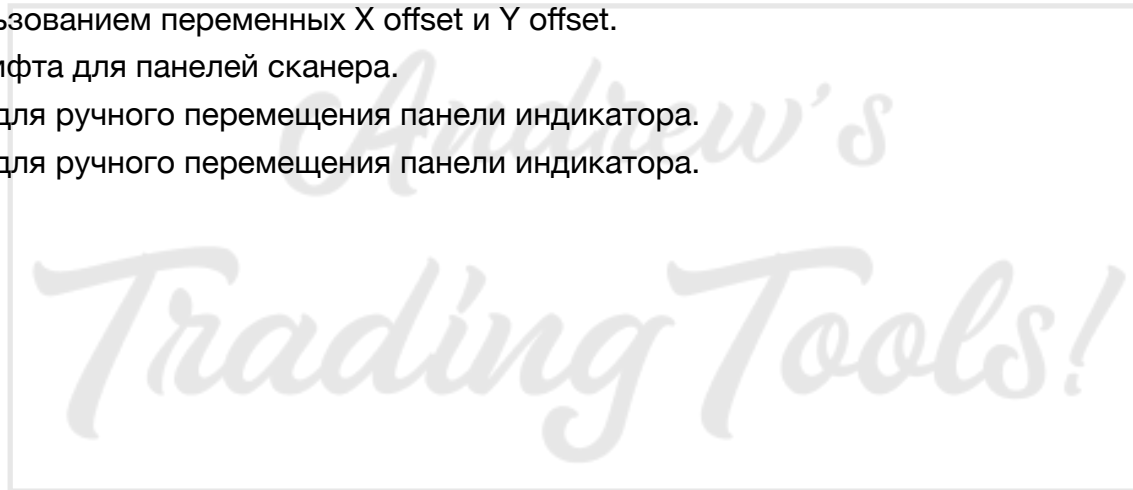 ьзованием переменных X offset и Y offset.
ифта для панелей сканера.
для ручного перемещения панели индикатора.
для ручного перемещения панели индикатора.
Andrew's
Trading Tools!